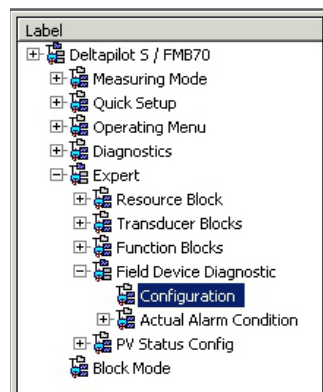 Label
Deltapilot S / FMB70
Measuring Mode
Quick Setup
Operating Menu
Diagnostics
Expert
Resource Block
Transducer Blocks
Function Blocks
Field Device Diagnostic
Configuration
Actual Alarm Condition
PV Status Config
Block Mode